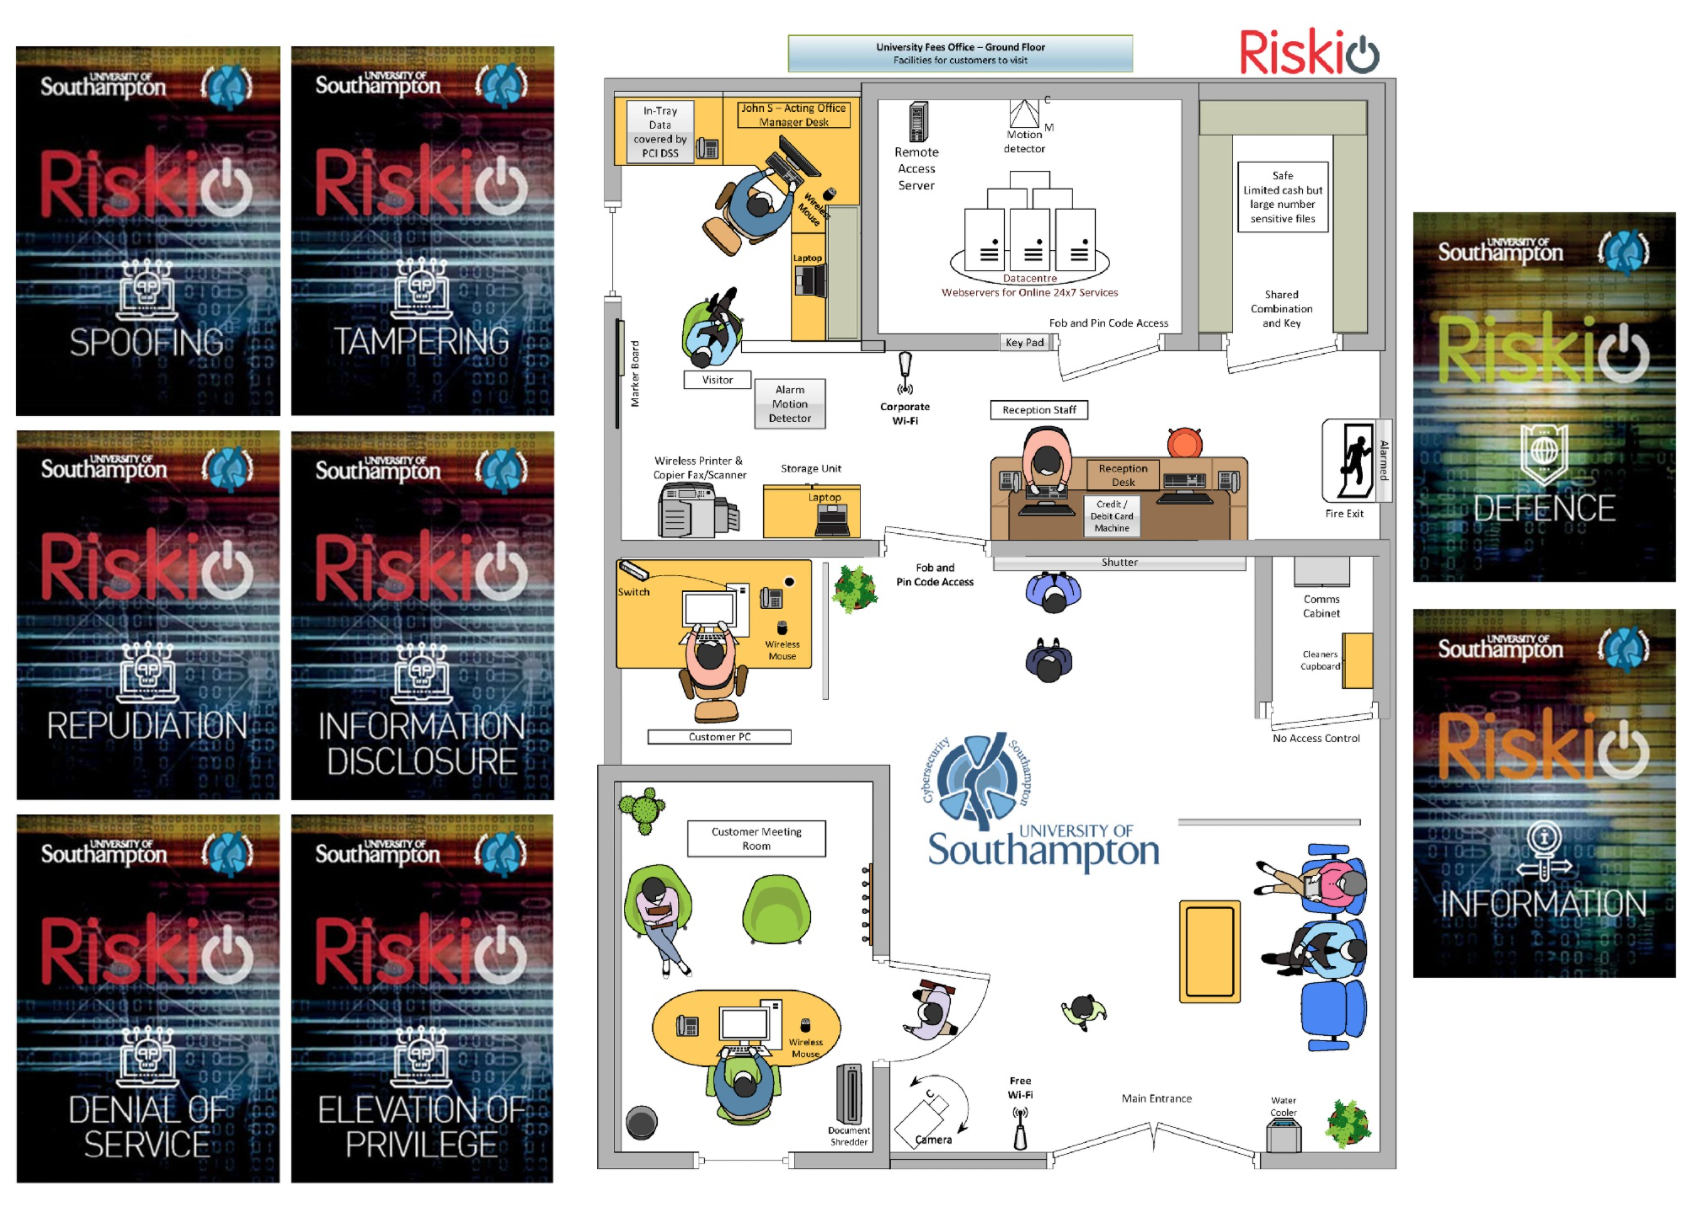 UNIVERSITY OF
Southampton
Riskio
SPOOFING
UNIVERSITY OF
Southampton
Riskio
TAMPERING
UNIVERSITY OF
Southampton
Riskio
REPUDIATION
UNIVERSITY OF
Southampton
Riskio
INFORMATION
DISCLOSURE
UNIVERSITY OF
Southampton
Riskio
DENIAL OF
SERVICE
UNIVERSITY OF
Southampton
Riskio
ELEVATION OF
PRIVILEGE
University Fees Office – Ground Floor
Facilities for customers to visit
Riskio
In-Tray
Data
covered by
PCI DSS
John S – Acting Office
Manager Desk
Wireless
Mouse
Laptop
Visitor
Marker Board
Alarm
Motion
Detector
Remote
Access
Server
C
M
Motion
detector
Datacentre
Webservers for Online 24x7 Services
Fob and Pin Code Access
Key Pad
Safe
Limited cash but
large number
sensitive files
Shared
Combination
and Key
Corporate
Wi-Fi
Reception Staff
Reception
Desk
Credit /
Debit Card
Machine
Alarmed
Fire Exit
Wireless Printer &
Copier Fax/Scanner
Storage Unit
Laptop
Fob and
Pin Code Access
Shutter
Switch
Wireless
Mouse
Customer PC
Comms
Cabinet
Cleaners
Cupboard
No Access Control
Cybersecurity
Southampton
UNIVERSITY OF
Southampton
Customer Meeting
Room
Wireless
Mouse
Document
Shredder
C
Camera
Free
Wi-Fi
Main Entrance
Water
Cooler
UNIVERSITY OF
Southampton
Riskio
DEFENCE
UNIVERSITY OF
Southampton
Riskio
INFORMATION